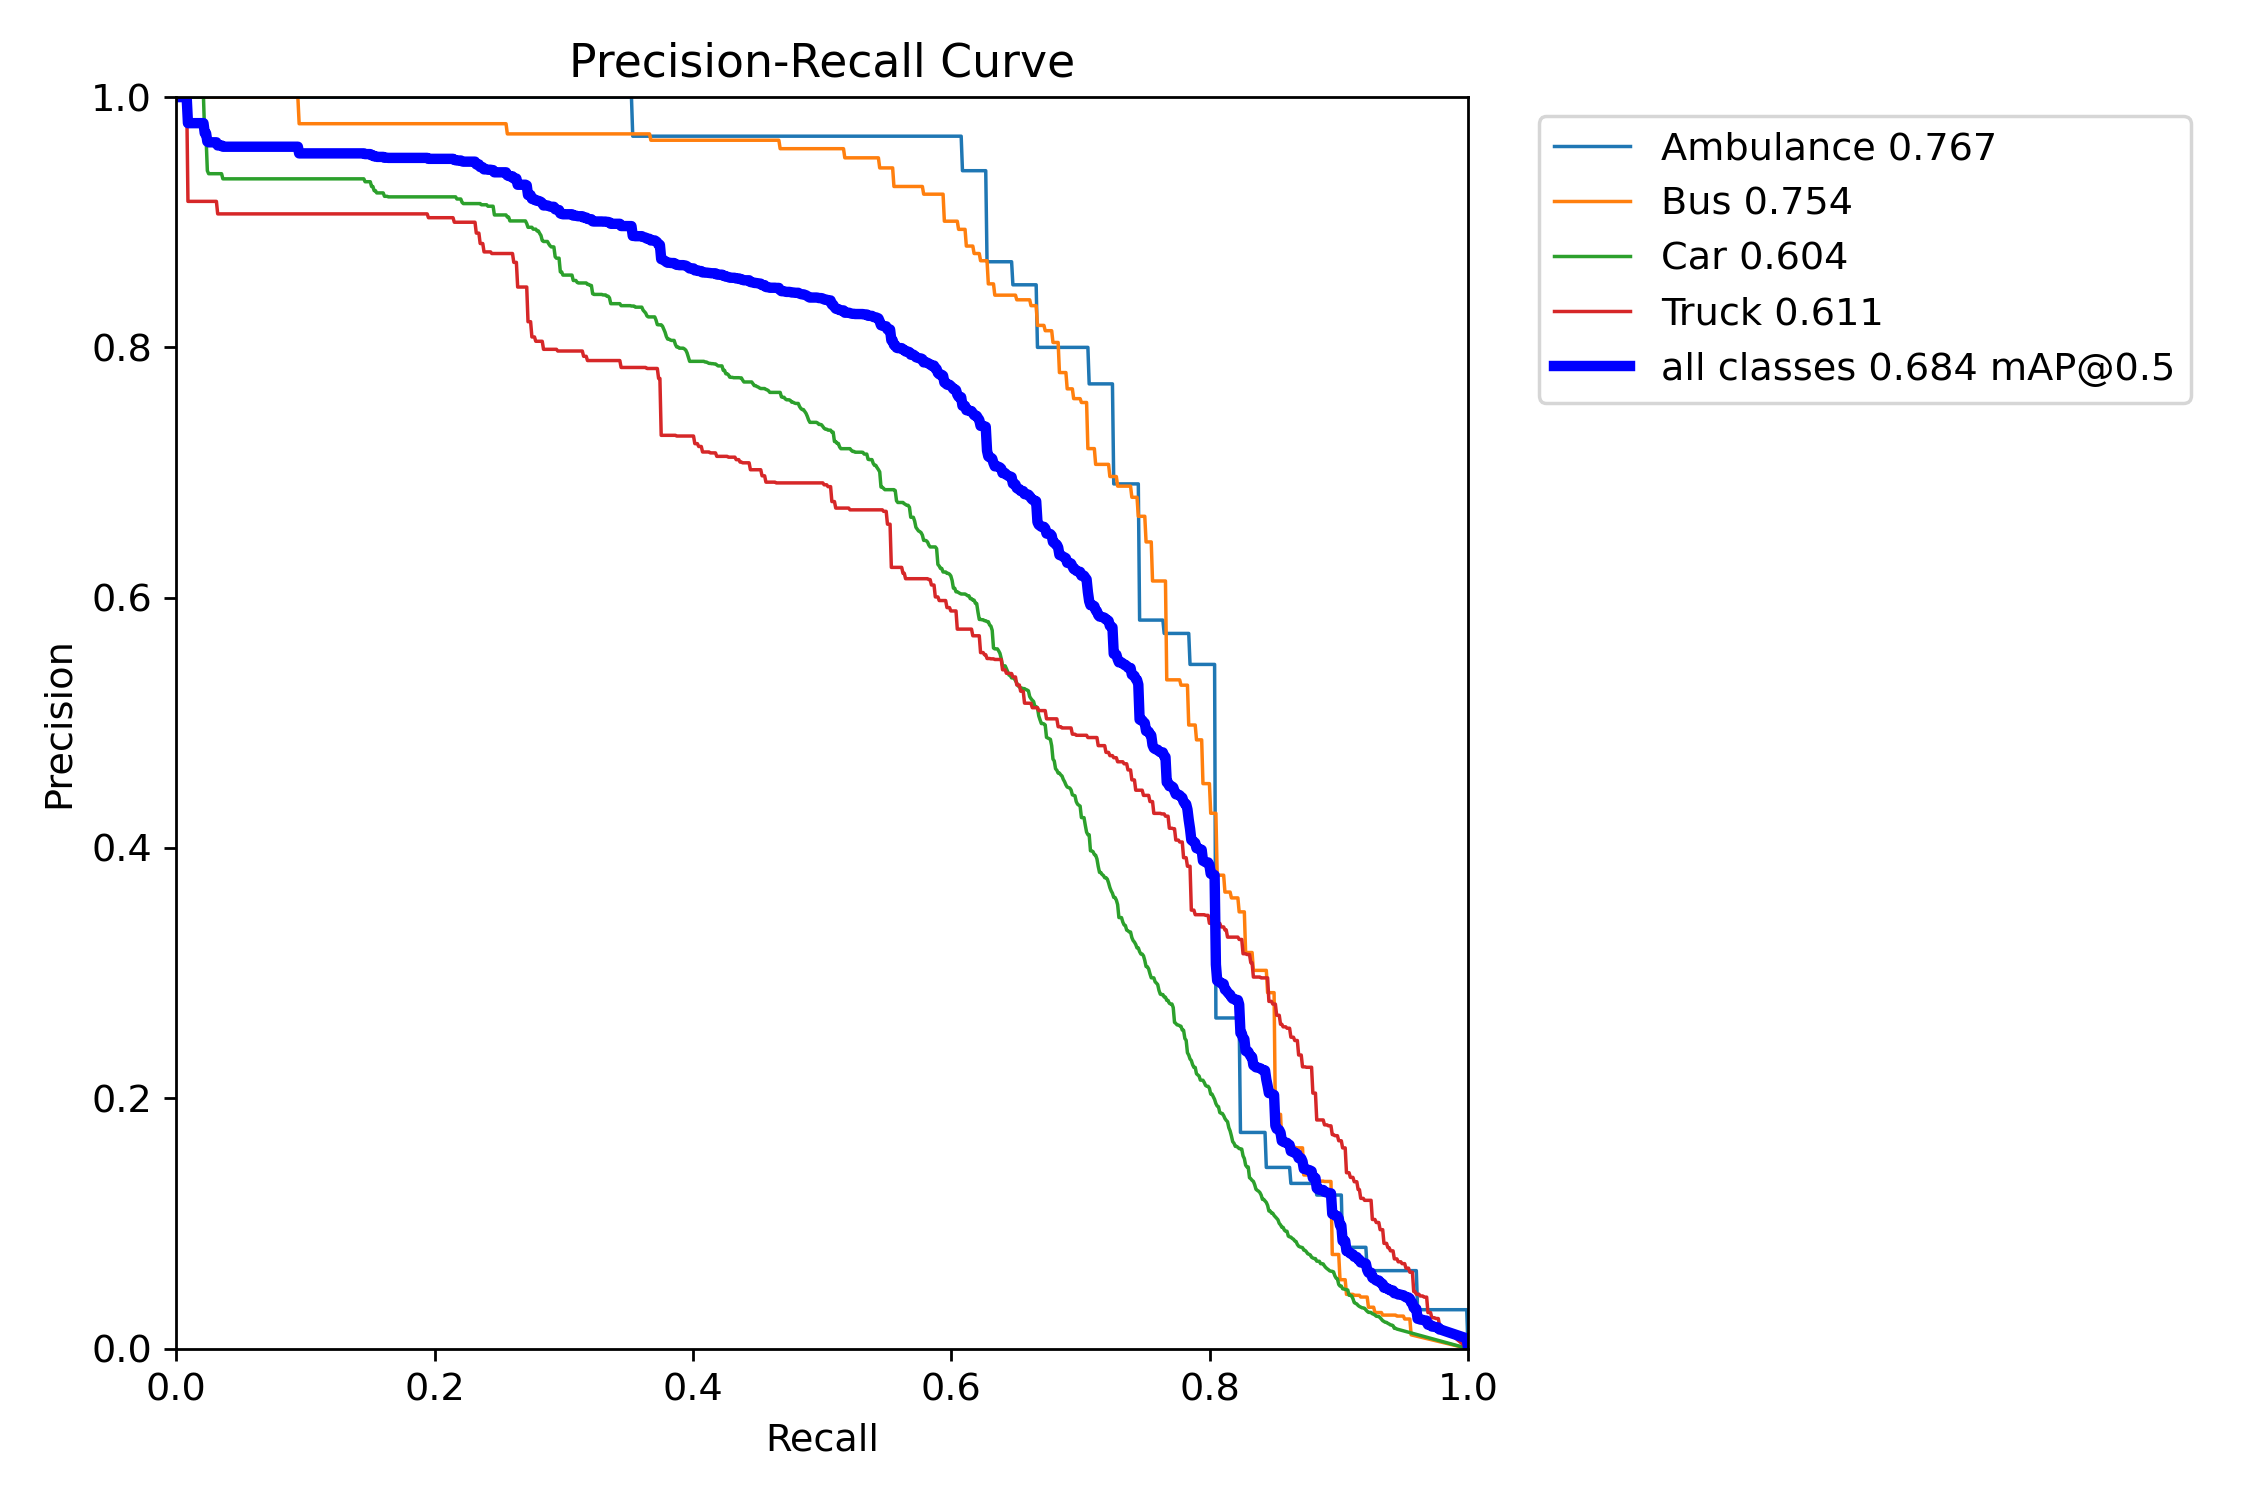 Precision-Recall Curve
1.0
0.8
0.6
0.4
0.2
0.0
Precision
0.0 0.2 0.4 0.6 0.8 1.0
Recall
Ambulance 0.767
Bus 0.754
Car 0.604
Truck 0.611
all classes 0.684 mAP@0.5